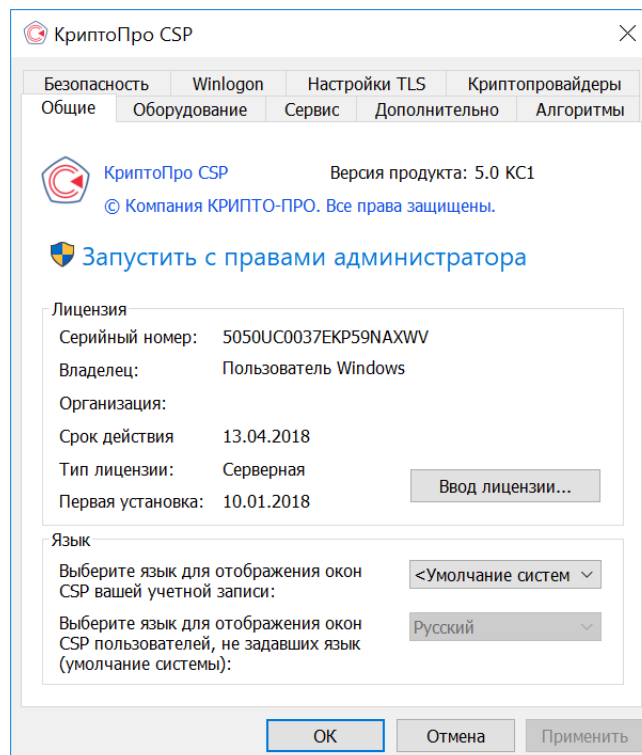 КриптоПро CSP
Безопасность Winlogon Настройки TLS Криптопровайдеры
Общие Оборудование Сервис Дополнительно Алгоритмы
КриптоПро CSP Версия продукта: 5.0 КС1
© Компания КРИПТО-ПРО. Все права защищены.
Запустить с правами администратора
Лицензия
Серийный номер: 5050UC0037EKP59NAXWV
Владелец: Пользователь Windows
Организация:
Срок действия 13.04.2018
Тип лицензии: Серверная
Ввод лицензии...
Первая установка: 10.01.2018
Язык
Выберите язык для отображения окон
CSP вашей учетной записи:
<Умолчание систем
Выберите язык для отображения окон
CSP пользователей, не задавших язык
(умолчание системы):
Русский
ОК Отмена Применить